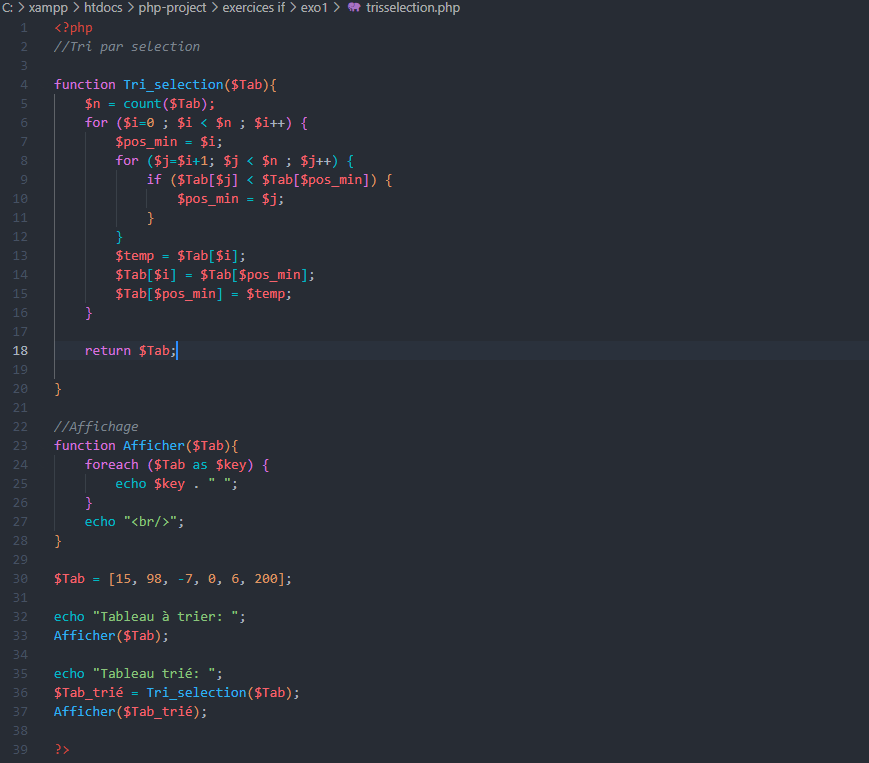 C: > xampp > htdocs > php-project > exercices if > exo1 > trisselection.php
1 <?php
2 //Tri par selection
3
4 function Tri_selection($Tab){
5     $n = count($Tab);
6     for ($i=0 ; $i < $n ; $i++) {
7         $pos_min = $i;
8         for ($j=$i+1; $j < $n ; $j++) {
9             if ($Tab[$j] < $Tab[$pos_min]) {
10                 $pos_min = $j;
11             }
12         }
13         $temp = $Tab[$i];
14         $Tab[$i] = $Tab[$pos_min];
15         $Tab[$pos_min] = $temp;
16     }
17
18     return $Tab;
19
20 }
21
22 //Affichage
23 function Afficher($Tab){
24     foreach ($Tab as $key) {
25         echo $key . " ";
26     }
27     echo "<br/>";
28 }
29
30 $Tab = [15, 98, -7, 0, 6, 200];
31
32 echo "Tableau à trier: ";
33 Afficher($Tab);
34
35 echo "Tableau trié: ";
36 $Tab_trié = Tri_selection($Tab);
37 Afficher($Tab_trié);
38
39 ?>